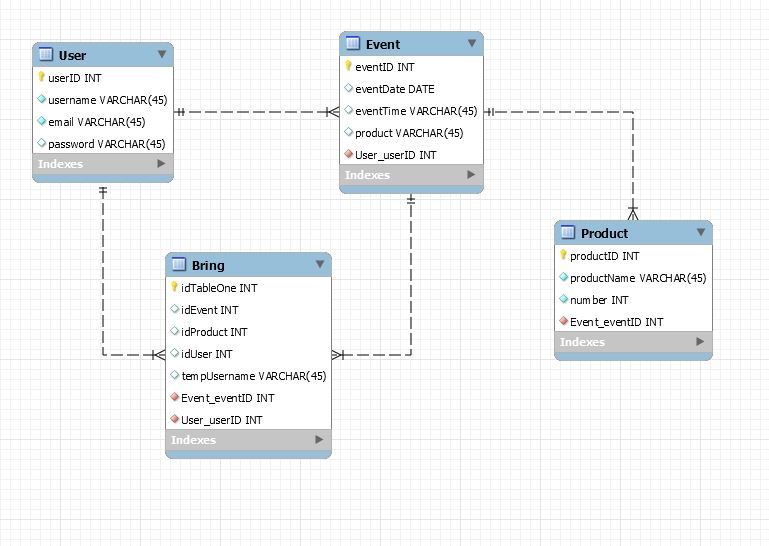 User
userID INT
username VARCHAR(45)
email VARCHAR(45)
password VARCHAR(45)
Indexes
Event
eventID INT
eventDate DATE
eventTime VARCHAR(45)
product VARCHAR(45)
User_userID INT
Indexes
Bring
idTableOne INT
idEvent INT
idProduct INT
idUser INT
tempUsername VARCHAR(45)
Event_eventID INT
User_userID INT
Indexes
Product
productID INT
productName VARCHAR(45)
number INT
Event_eventID INT
Indexes